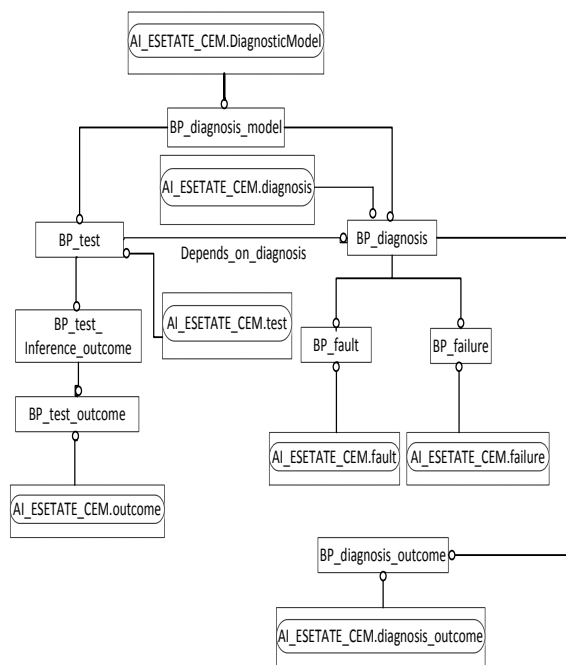 AI_ESETATE_CEM.DiagnosticModel
BP_diagnosis_model
AI_ESETATE_CEM.diagnosis
BP_test
BP_diagnosis
Depends_on_diagnosis
BP_test_
Inference_outcome
AI_ESETATE_CEM.test
BP_fault
BP_failure
BP_test_outcome
AI_ESETATE_CEM.fault
AI_ESETATE_CEM.failure
AI_ESETATE_CEM.outcome
BP_diagnosis_outcome
AI_ESETATE_CEM.diagnosis_outcome